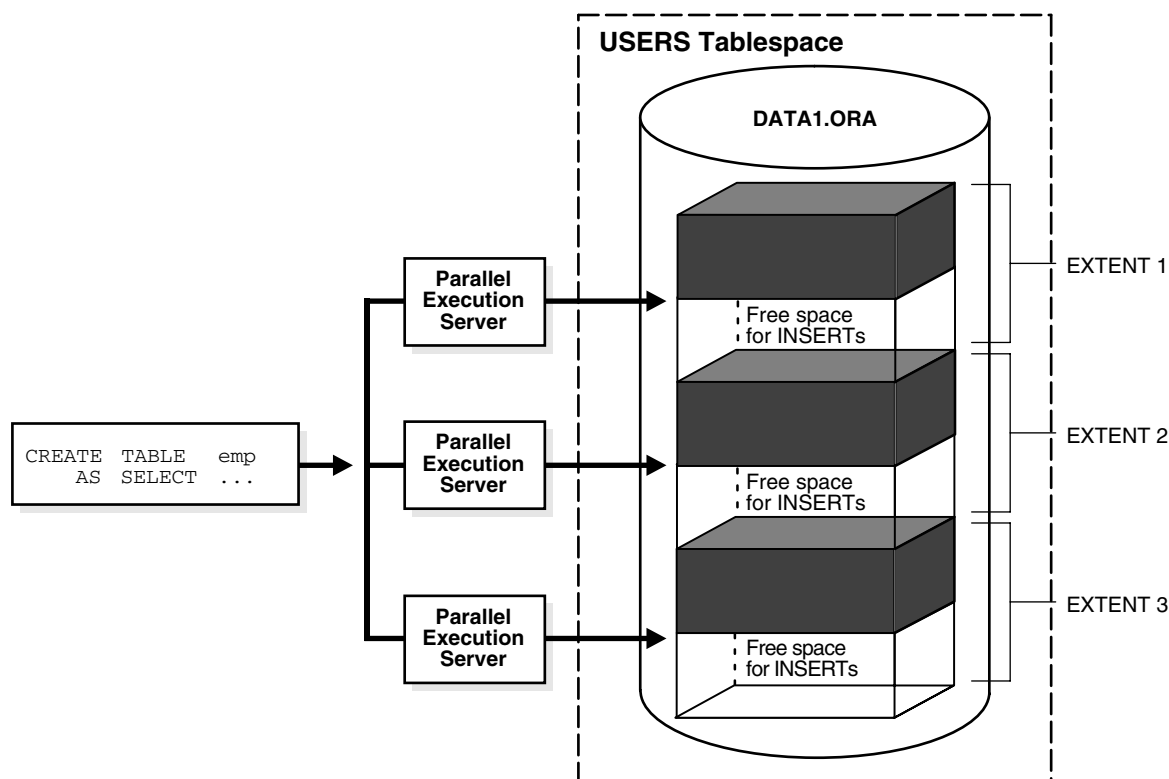 USERS Tablespace
DATA1.ORA
Parallel
Execution
Server
Free space
for INSERTs
EXTENT 1
CREATE TABLE emp
AS SELECT ...
Parallel
Execution
Server
Free space
for INSERTs
EXTENT 2
Parallel
Execution
Server
Free space
for INSERTs
EXTENT 3